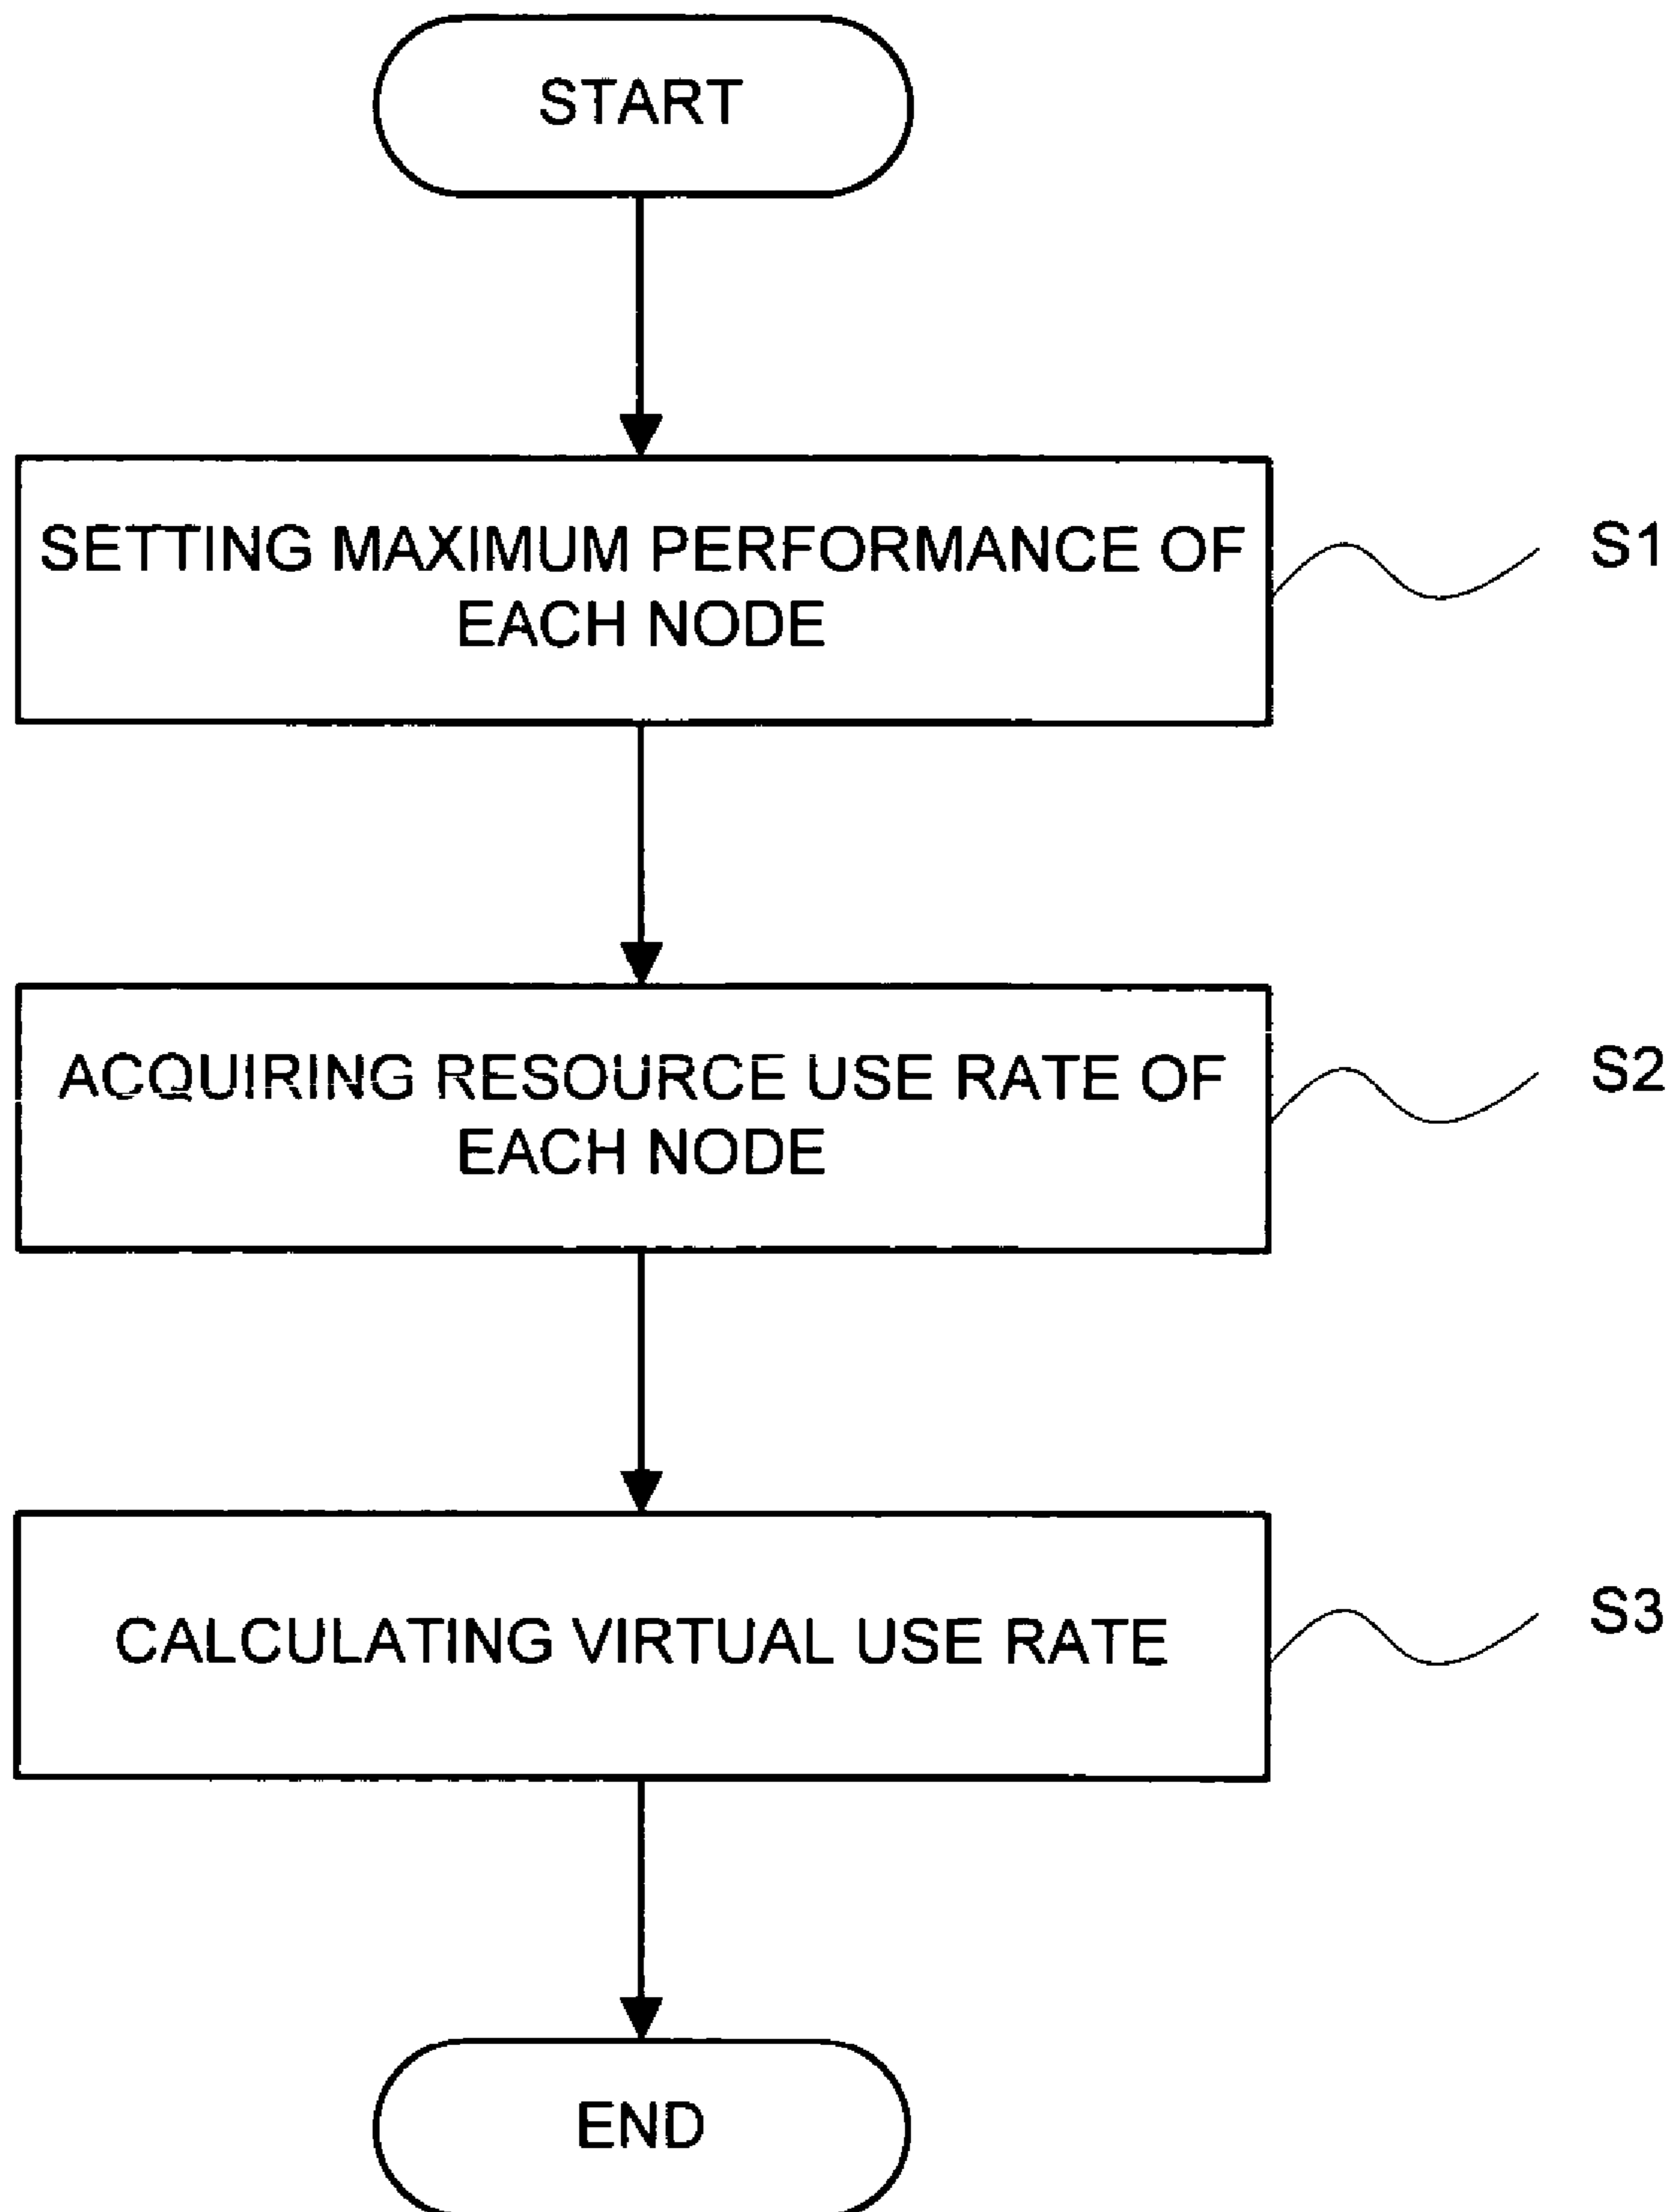 START
SETTING MAXIMUM PERFORMANCE OF
EACH NODE
S1
ACQUIRING RESOURCE USE RATE OF
EACH NODE
S2
CALCULATING VIRTUAL USE RATE
S3
END